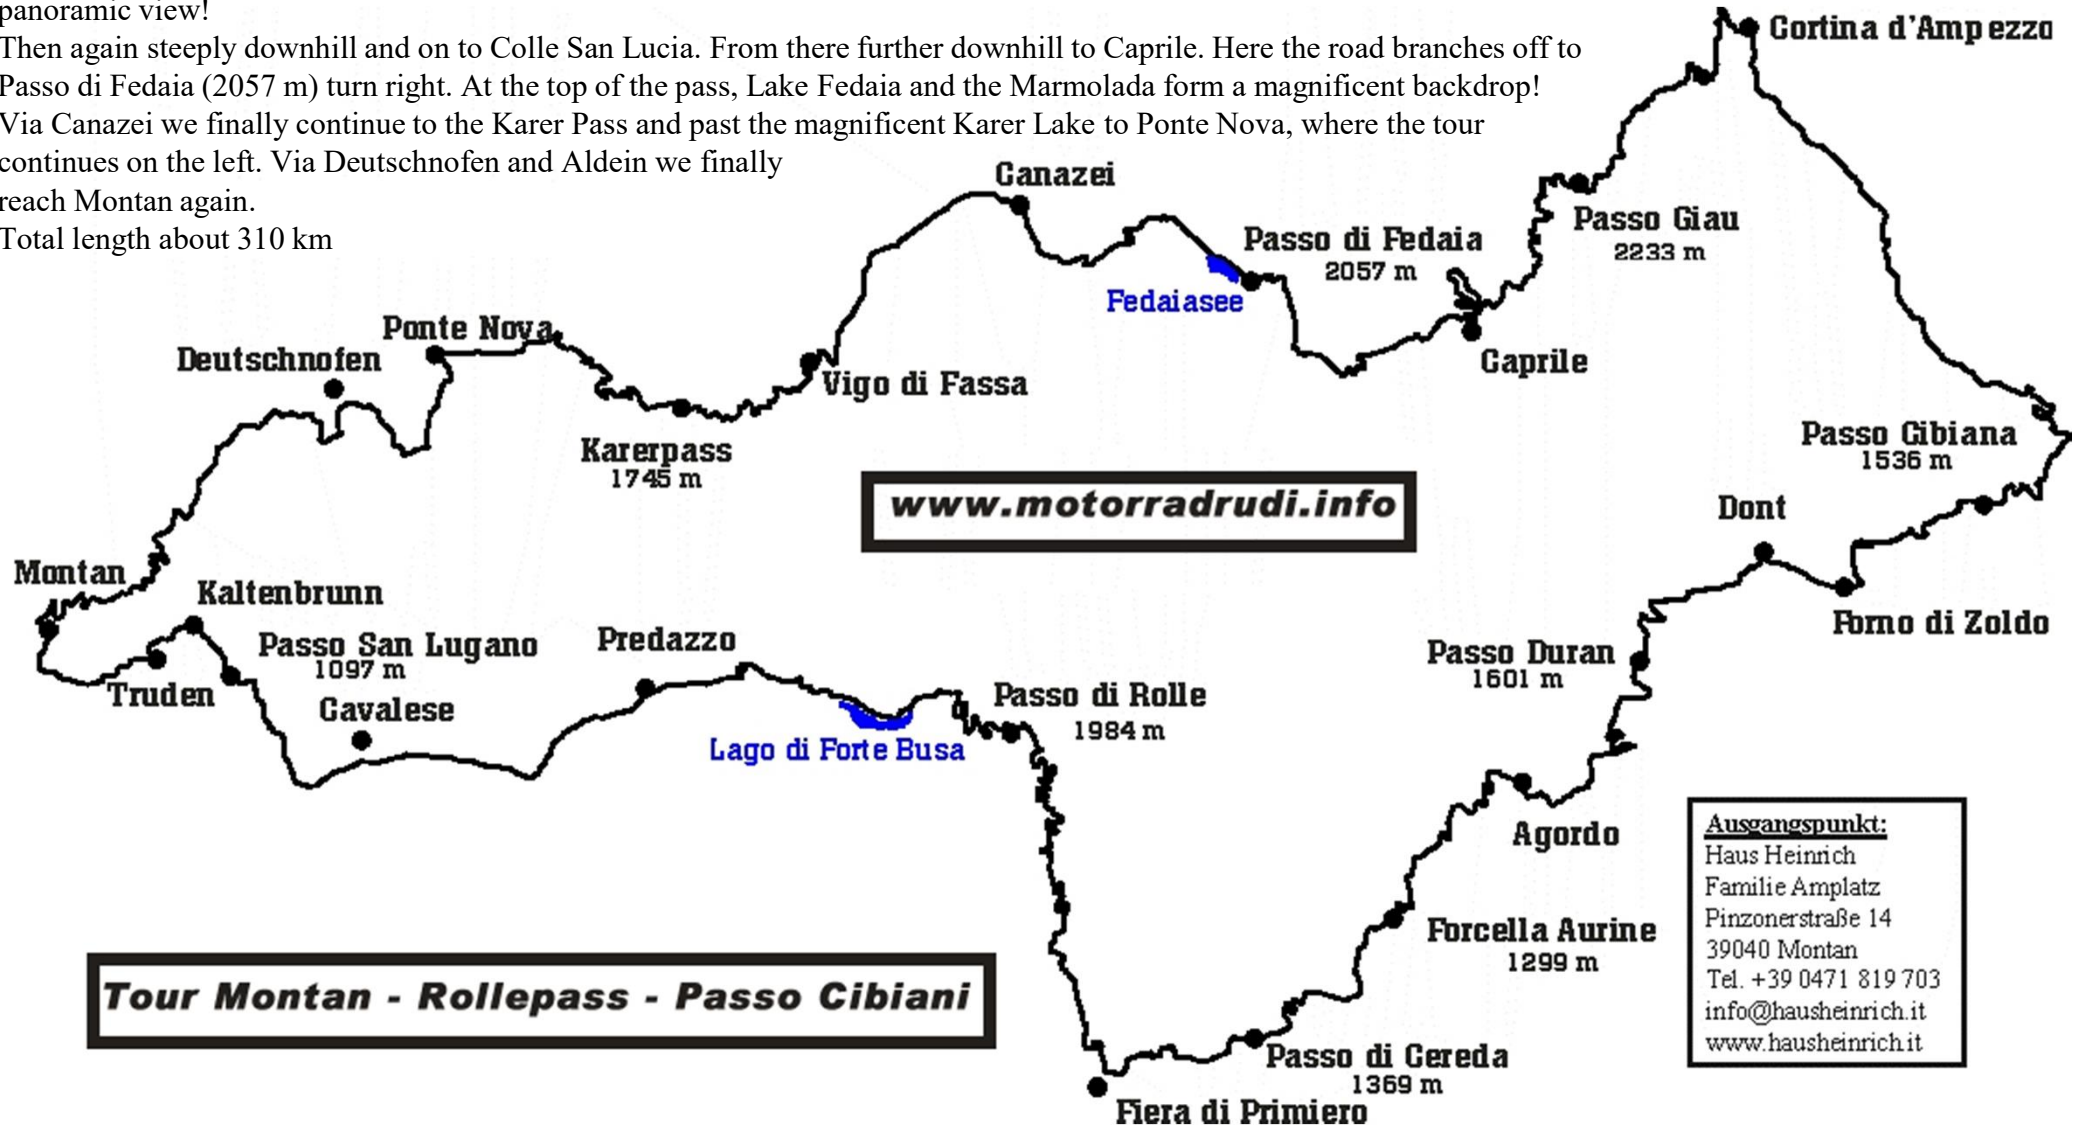 panoramic view!
Then again steeply downhill and on to Colle San Lucia. From there further downhill to Caprile. Here the road branches off to
Passo di Fedaia (2057 m) turn right. At the top of the pass, Lake Fedaia and the Marmolada form a magnificent backdrop!
Via Canazei we finally continue to the Karer Pass and past the magnificent Karer Lake to Ponte Nova, where the tour
continues on the left. Via Deutschnofen and Aldein we finally
reach Montan again.
Total length about 310 km
Cortina d'Ampezzo
Canazei
Passo Giau
2233 m
Passo di Fedaia
2057 m
Fedaiasee
Ponte Nova
Deutschnofen
Caprile
Vigo di Fassa
Karerpass
1745 m
Passo Cibiana
1536 m
www.motorradrudi.info
Dont
Montan
Kaltenbrunn
Forno di Zoldo
Passo San Lugano
1097 m
Predazzo
Passo Duran
1601 m
Truden
Cavalese
Passo di Rolle
1984 m
Lago di Forte Busa
Agordo
Forcella Aurine
1299 m
Tour Montan - Rollepass - Passo Cibiani
Passo di Cereda
1369 m
Fiera di Primiero
Ausgangspunkt:
Haus Heinrich
Familie Amplatz
Pinzonerstraße 14
39040 Montan
Tel. +39 0471 819 703
info@hausheinrich.it
www.hausheinrich.it